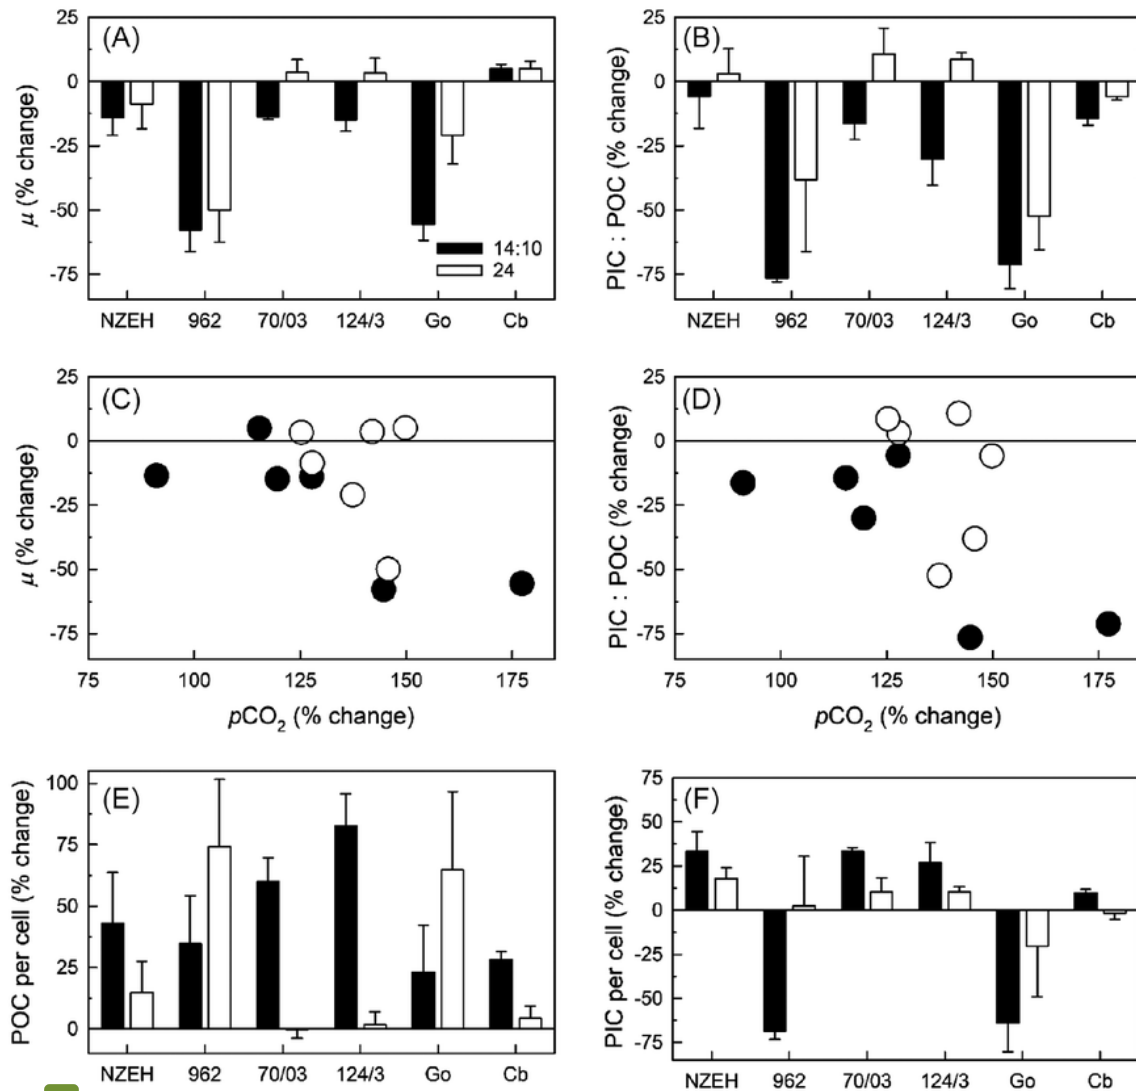 (A)
μ (% change)
25
0
-25
-50
-75
14:10
24
NZEH 962 70/03 124/3 Go Cb
(B)
PIC : POC (% change)
25
0
-25
-50
-75
NZEH 962 70/03 124/3 Go Cb
(C)
μ (% change)
25
0
-25
-50
-75
75 100 125 150 175
pCO₂ (% change)
(D)
PIC : POC (% change)
25
0
-25
-50
-75
75 100 125 150 175
pCO₂ (% change)
(E)
POC per cell (% change)
100
75
50
25
0
NZEH 962 70/03 124/3 Go Cb
(F)
PIC per cell (% change)
75
50
25
0
-25
-50
-75
NZEH 962 70/03 124/3 Go Cb